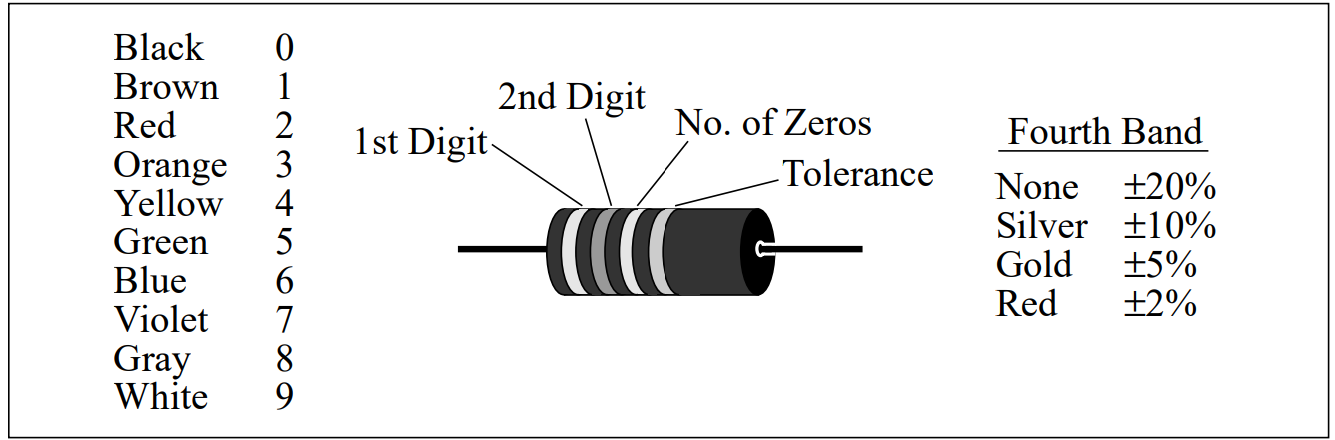 Black 0
Brown 1
Red 2
Orange 3
Yellow 4
Green 5
Blue 6
Violet 7
Gray 8
White 9
1st Digit
2nd Digit
No. of Zeros
Tolerance
Fourth Band
None ±20%
Silver ±10%
Gold ±5%
Red ±2%